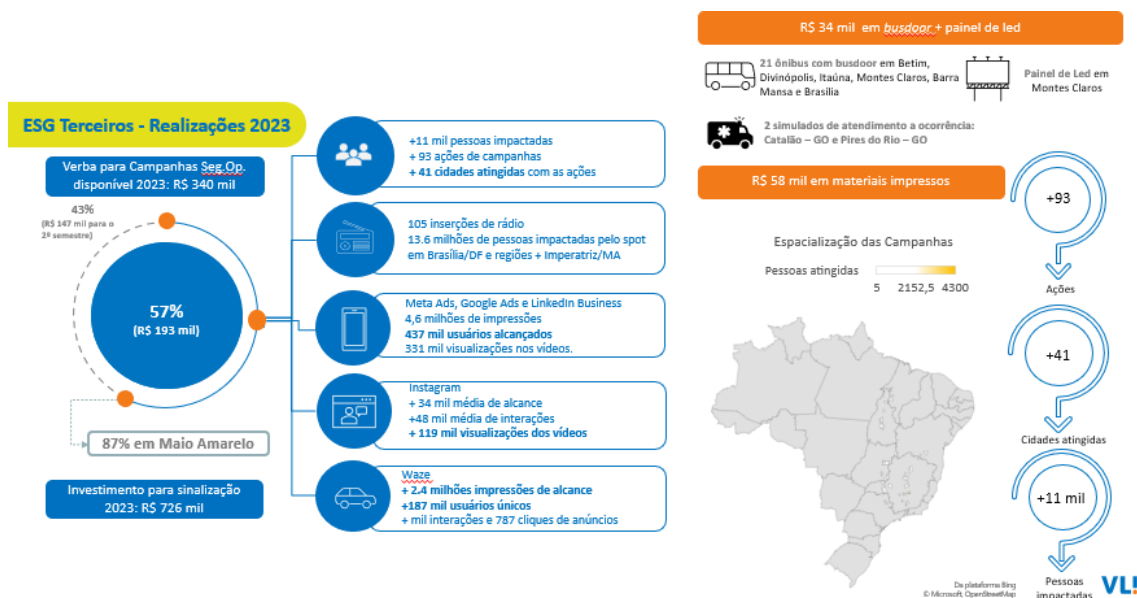 ESG Terceiros - Realizações 2023
Verba para Campanhas Seg.Op.
disponível 2023: R$ 340 mil
43%
(R$ 147 mil para o
2º semestre)
57%
(R$ 193 mil)
87% em Maio Amarelo
Investimento para sinalização
2023: R$ 726 mil
+11 mil pessoas impactadas
+ 93 ações de campanhas
+ 41 cidades atingidas com as ações
105 inserções de rádio
13.6 milhões de pessoas impactadas pelo spot
em Brasília/DF e regiões + Imperatriz/MA
Meta Ads, Google Ads e LinkedIn Business
4,6 milhões de impressões
437 mil usuários alcançados
331 mil visualizações nos vídeos.
Instagram
+ 34 mil média de alcance
+48 mil média de interações
+ 119 mil visualizações dos vídeos
Waze
+ 2.4 milhões impressões de alcance
+187 mil usuários únicos
+ mil interações e 787 cliques de anúncios
R$ 34 mil em busdoor + painel de led
21 ônibus com busdoor em Betim,
Divinópolis, Itaúna, Montes Claros, Barra
Mansa e Brasília
Painel de Led em
Montes Claros
2 simulados de atendimento a ocorrência:
Catalão – GO e Pires do Rio – GO
R$ 58 mil em materiais impressos
Espacialização das Campanhas
Pessoas atingidas
5 2152,5 4300
+93
Ações
+41
Cidades atingidas
+11 mil
Pessoas
impactadas
Da plataforma Bing
© Microsoft, OpenStreetMap
VL!